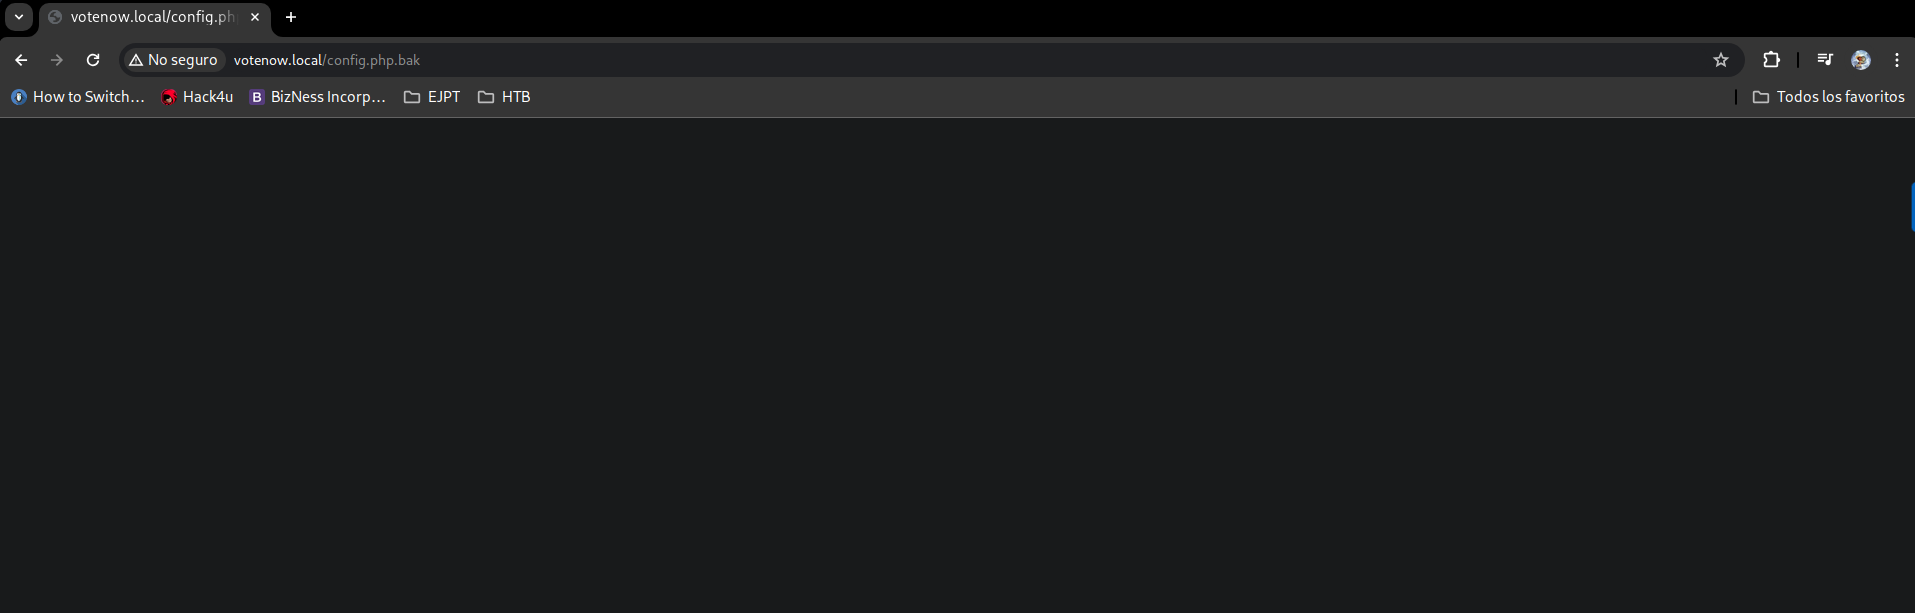 votenow.local/config.ph
No seguro votenow.local/config.php.bak
How to Switch... Hack4u B BizNess Incorp... EJPT HTB Todos los favoritos